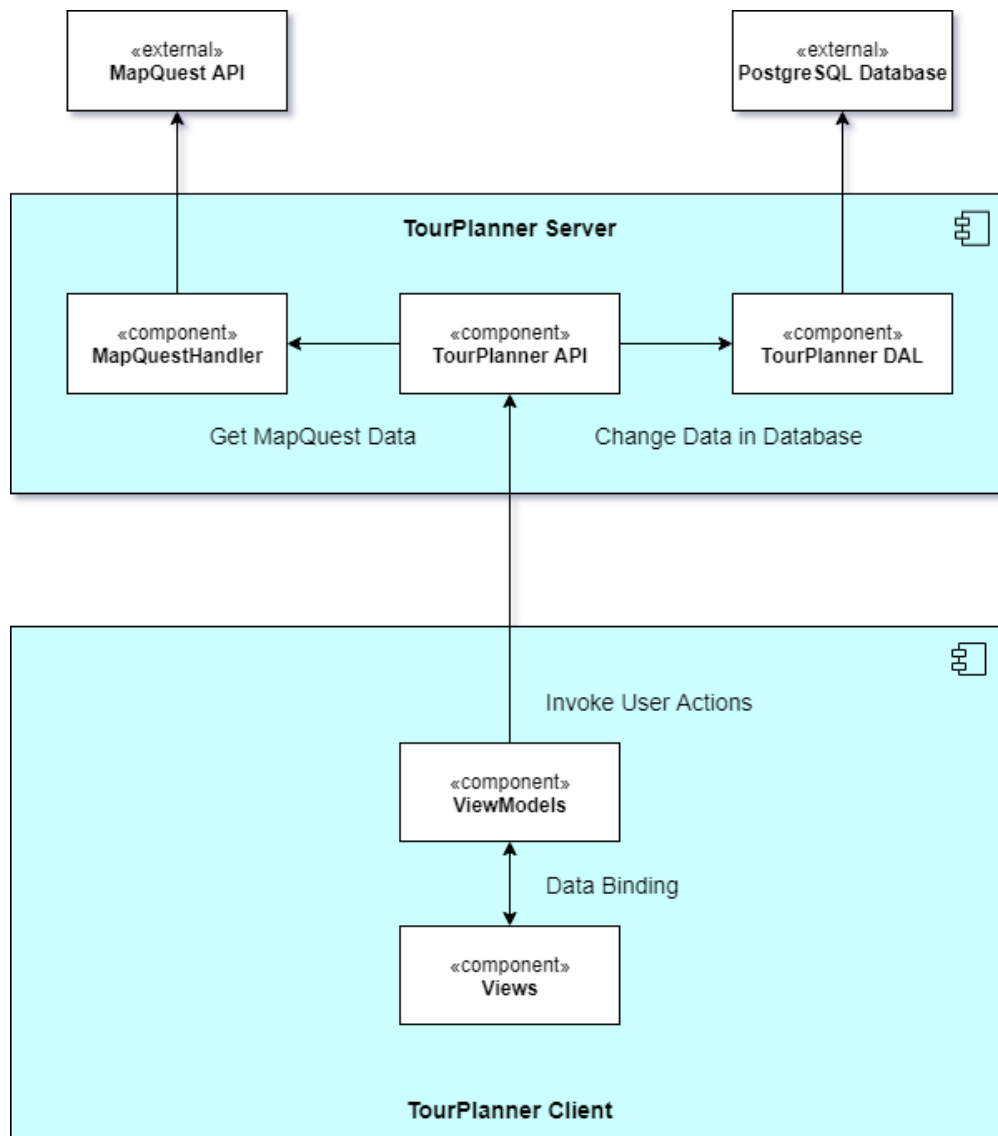 «external»
MapQuest API
«external»
PostgreSQL Database
TourPlanner Server
«component»
MapQuestHandler
«component»
TourPlanner API
«component»
TourPlanner DAL
Get MapQuest Data
Change Data in Database
Invoke User Actions
«component»
ViewModels
Data Binding
«component»
Views
TourPlanner Client